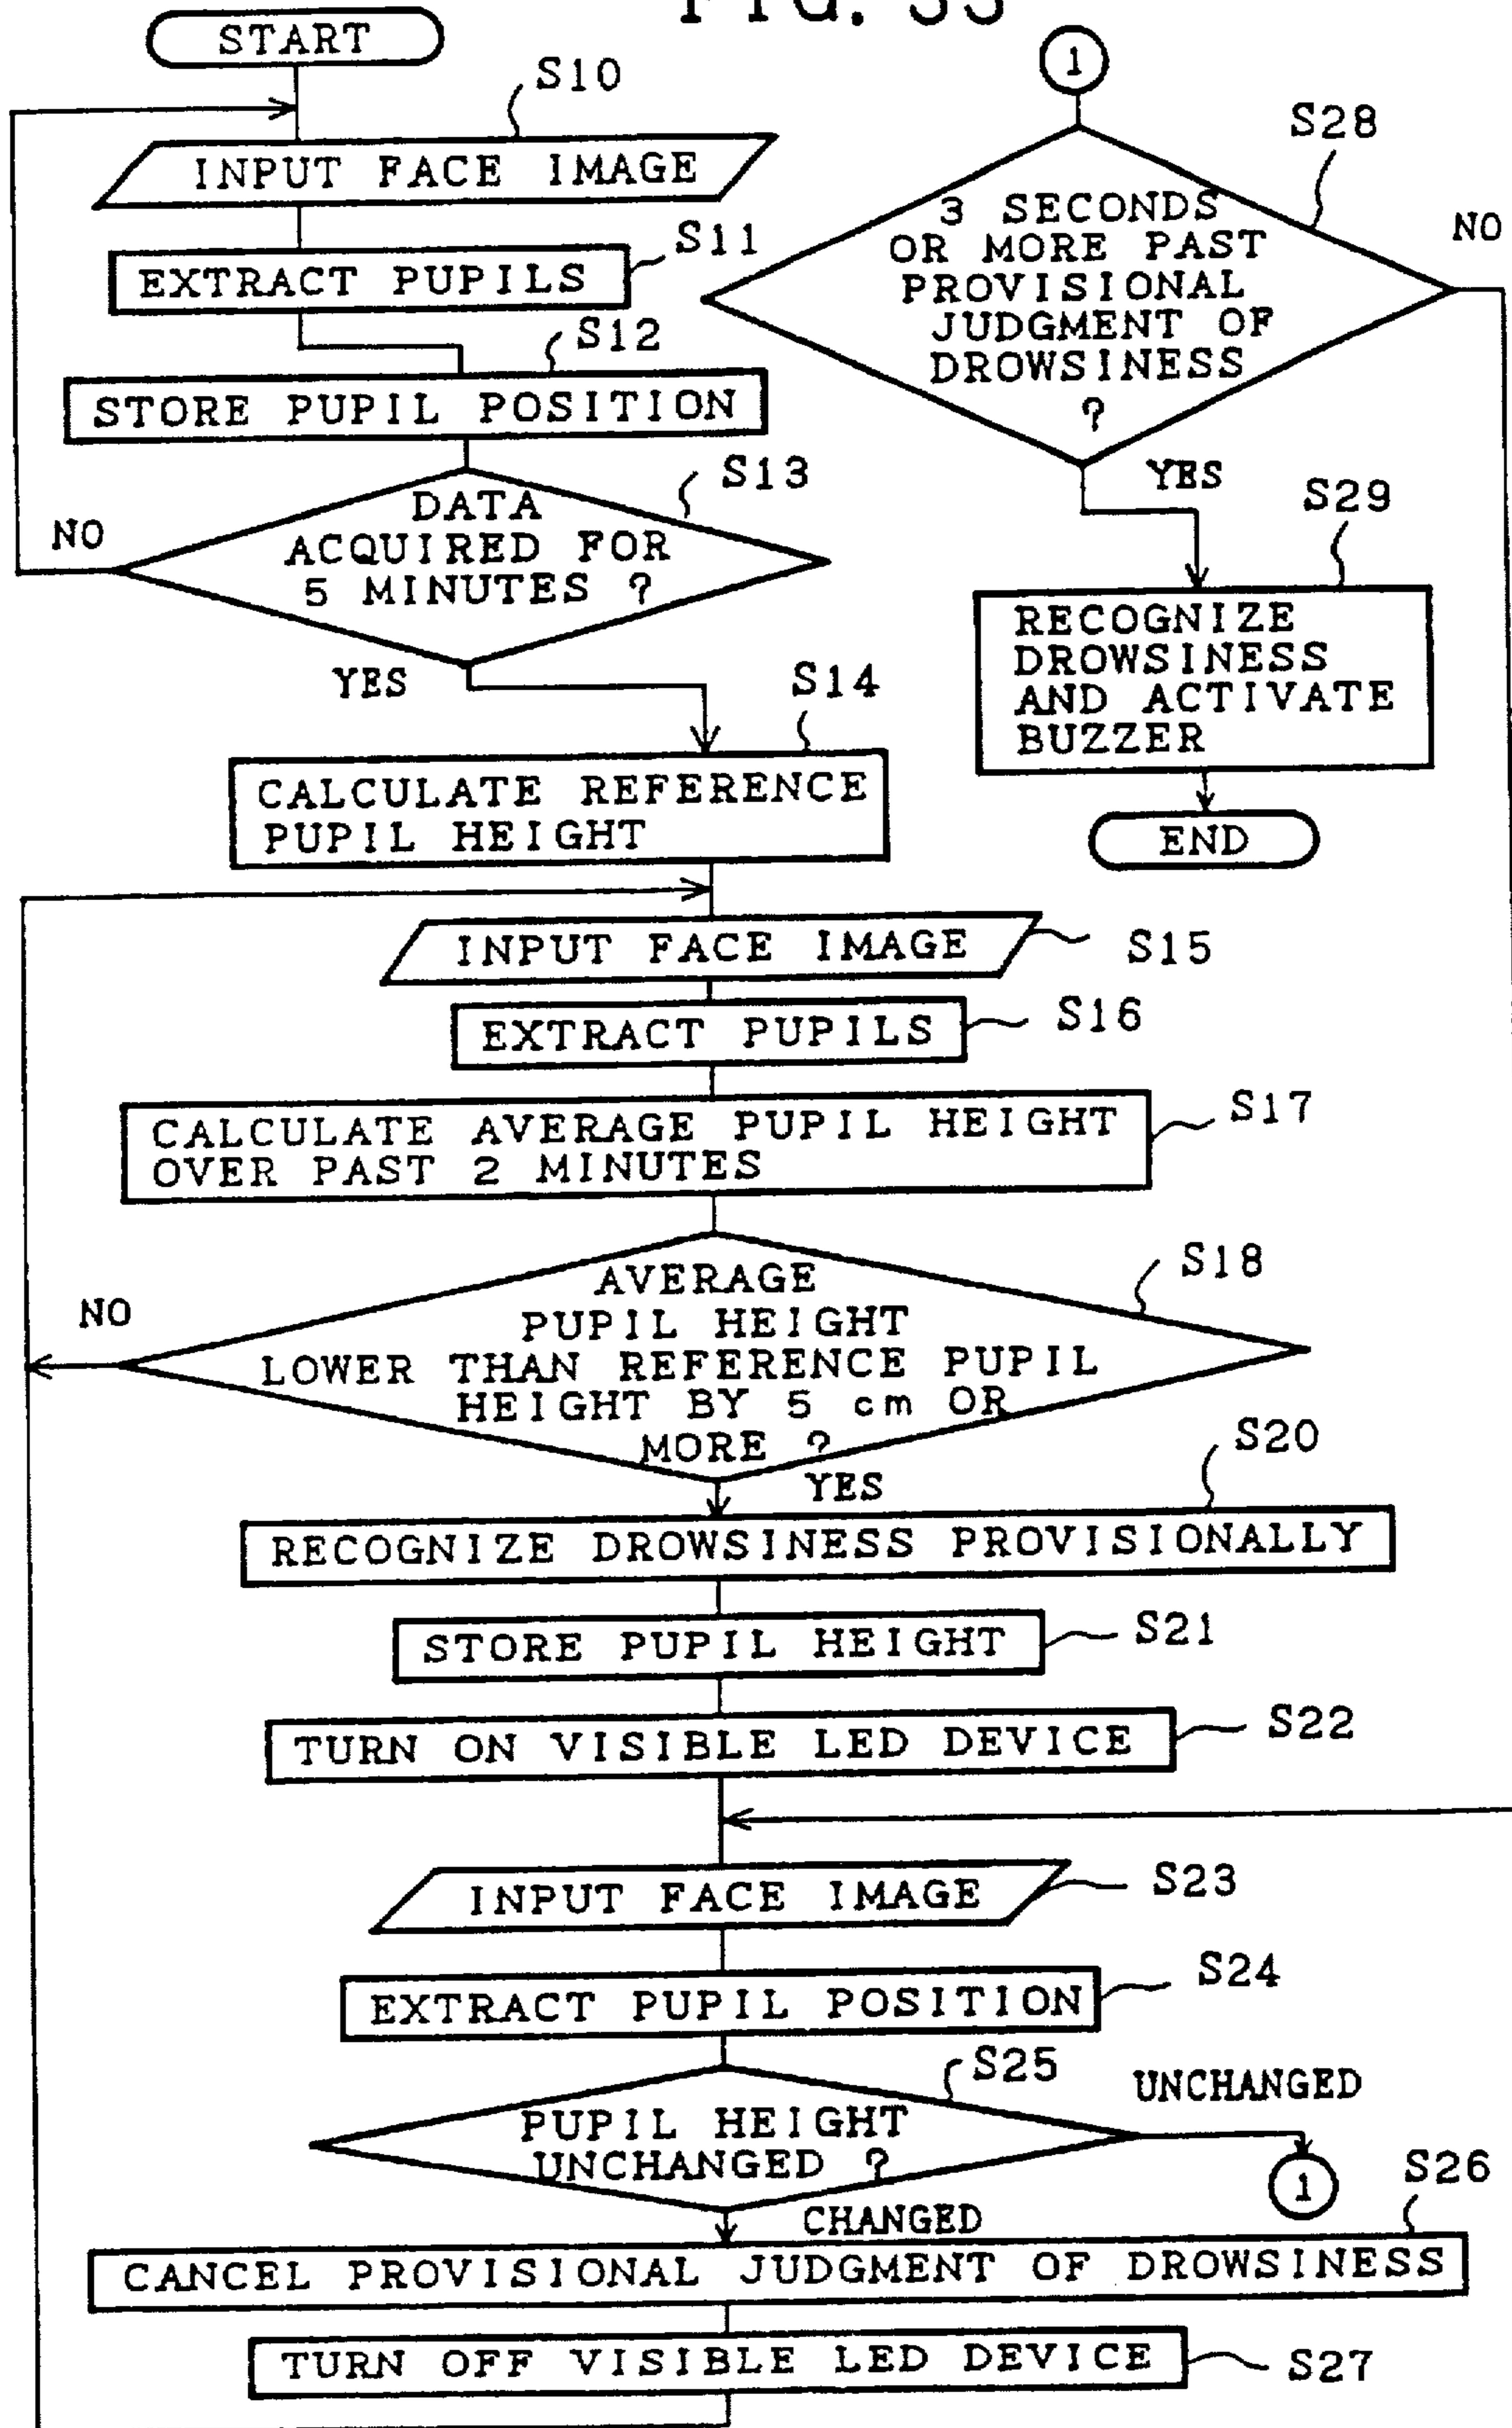 FIG. 33
START
S10
INPUT FACE IMAGE
S11
EXTRACT PUPILS
S12
STORE PUPIL POSITION
S13
DATA
ACQUIRED FOR
5 MINUTES ?
NO
YES
S14
CALCULATE REFERENCE
PUPIL HEIGHT
INPUT FACE IMAGE
S15
EXTRACT PUPILS
S16
CALCULATE AVERAGE PUPIL HEIGHT
OVER PAST 2 MINUTES
S17
S18
AVERAGE
PUPIL HEIGHT
LOWER THAN REFERENCE PUPIL
HEIGHT BY 5 cm OR
MORE ?
NO
YES
S20
RECOGNIZE DROWSINESS PROVISIONALLY
STORE PUPIL HEIGHT
S21
TURN ON VISIBLE LED DEVICE
S22
INPUT FACE IMAGE
S23
EXTRACT PUPIL POSITION
S24
S25
PUPIL HEIGHT
UNCHANGED ?
UNCHANGED
1
CHANGED
S26
CANCEL PROVISIONAL JUDGMENT OF DROWSINESS
TURN OFF VISIBLE LED DEVICE
S27
1
S28
3 SECONDS
OR MORE PAST
PROVISIONAL
JUDGMENT OF
DROWSINESS
?
NO
YES
S29
RECOGNIZE
DROWSINESS
AND ACTIVATE
BUZZER
END